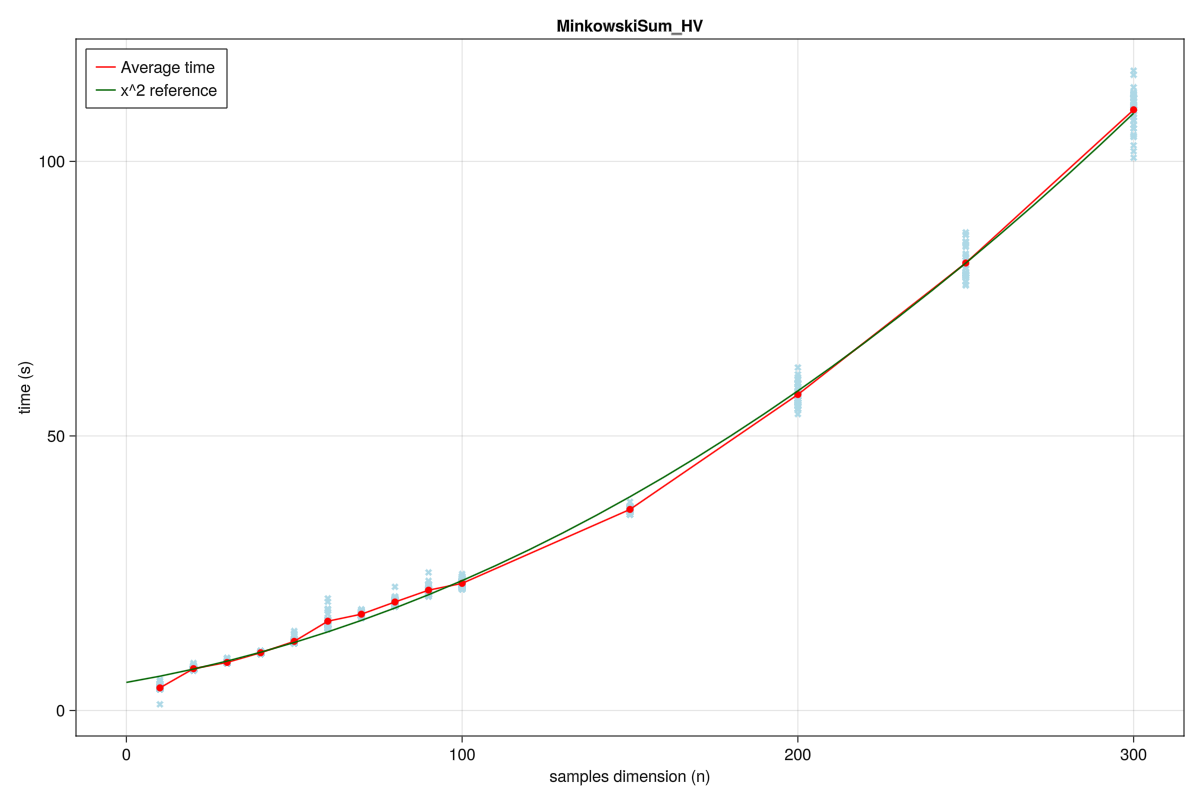 MinkowskiSum_HV
Average time
x^2 reference
100
50
0
time (s)
0
100
200
300
samples dimension (n)